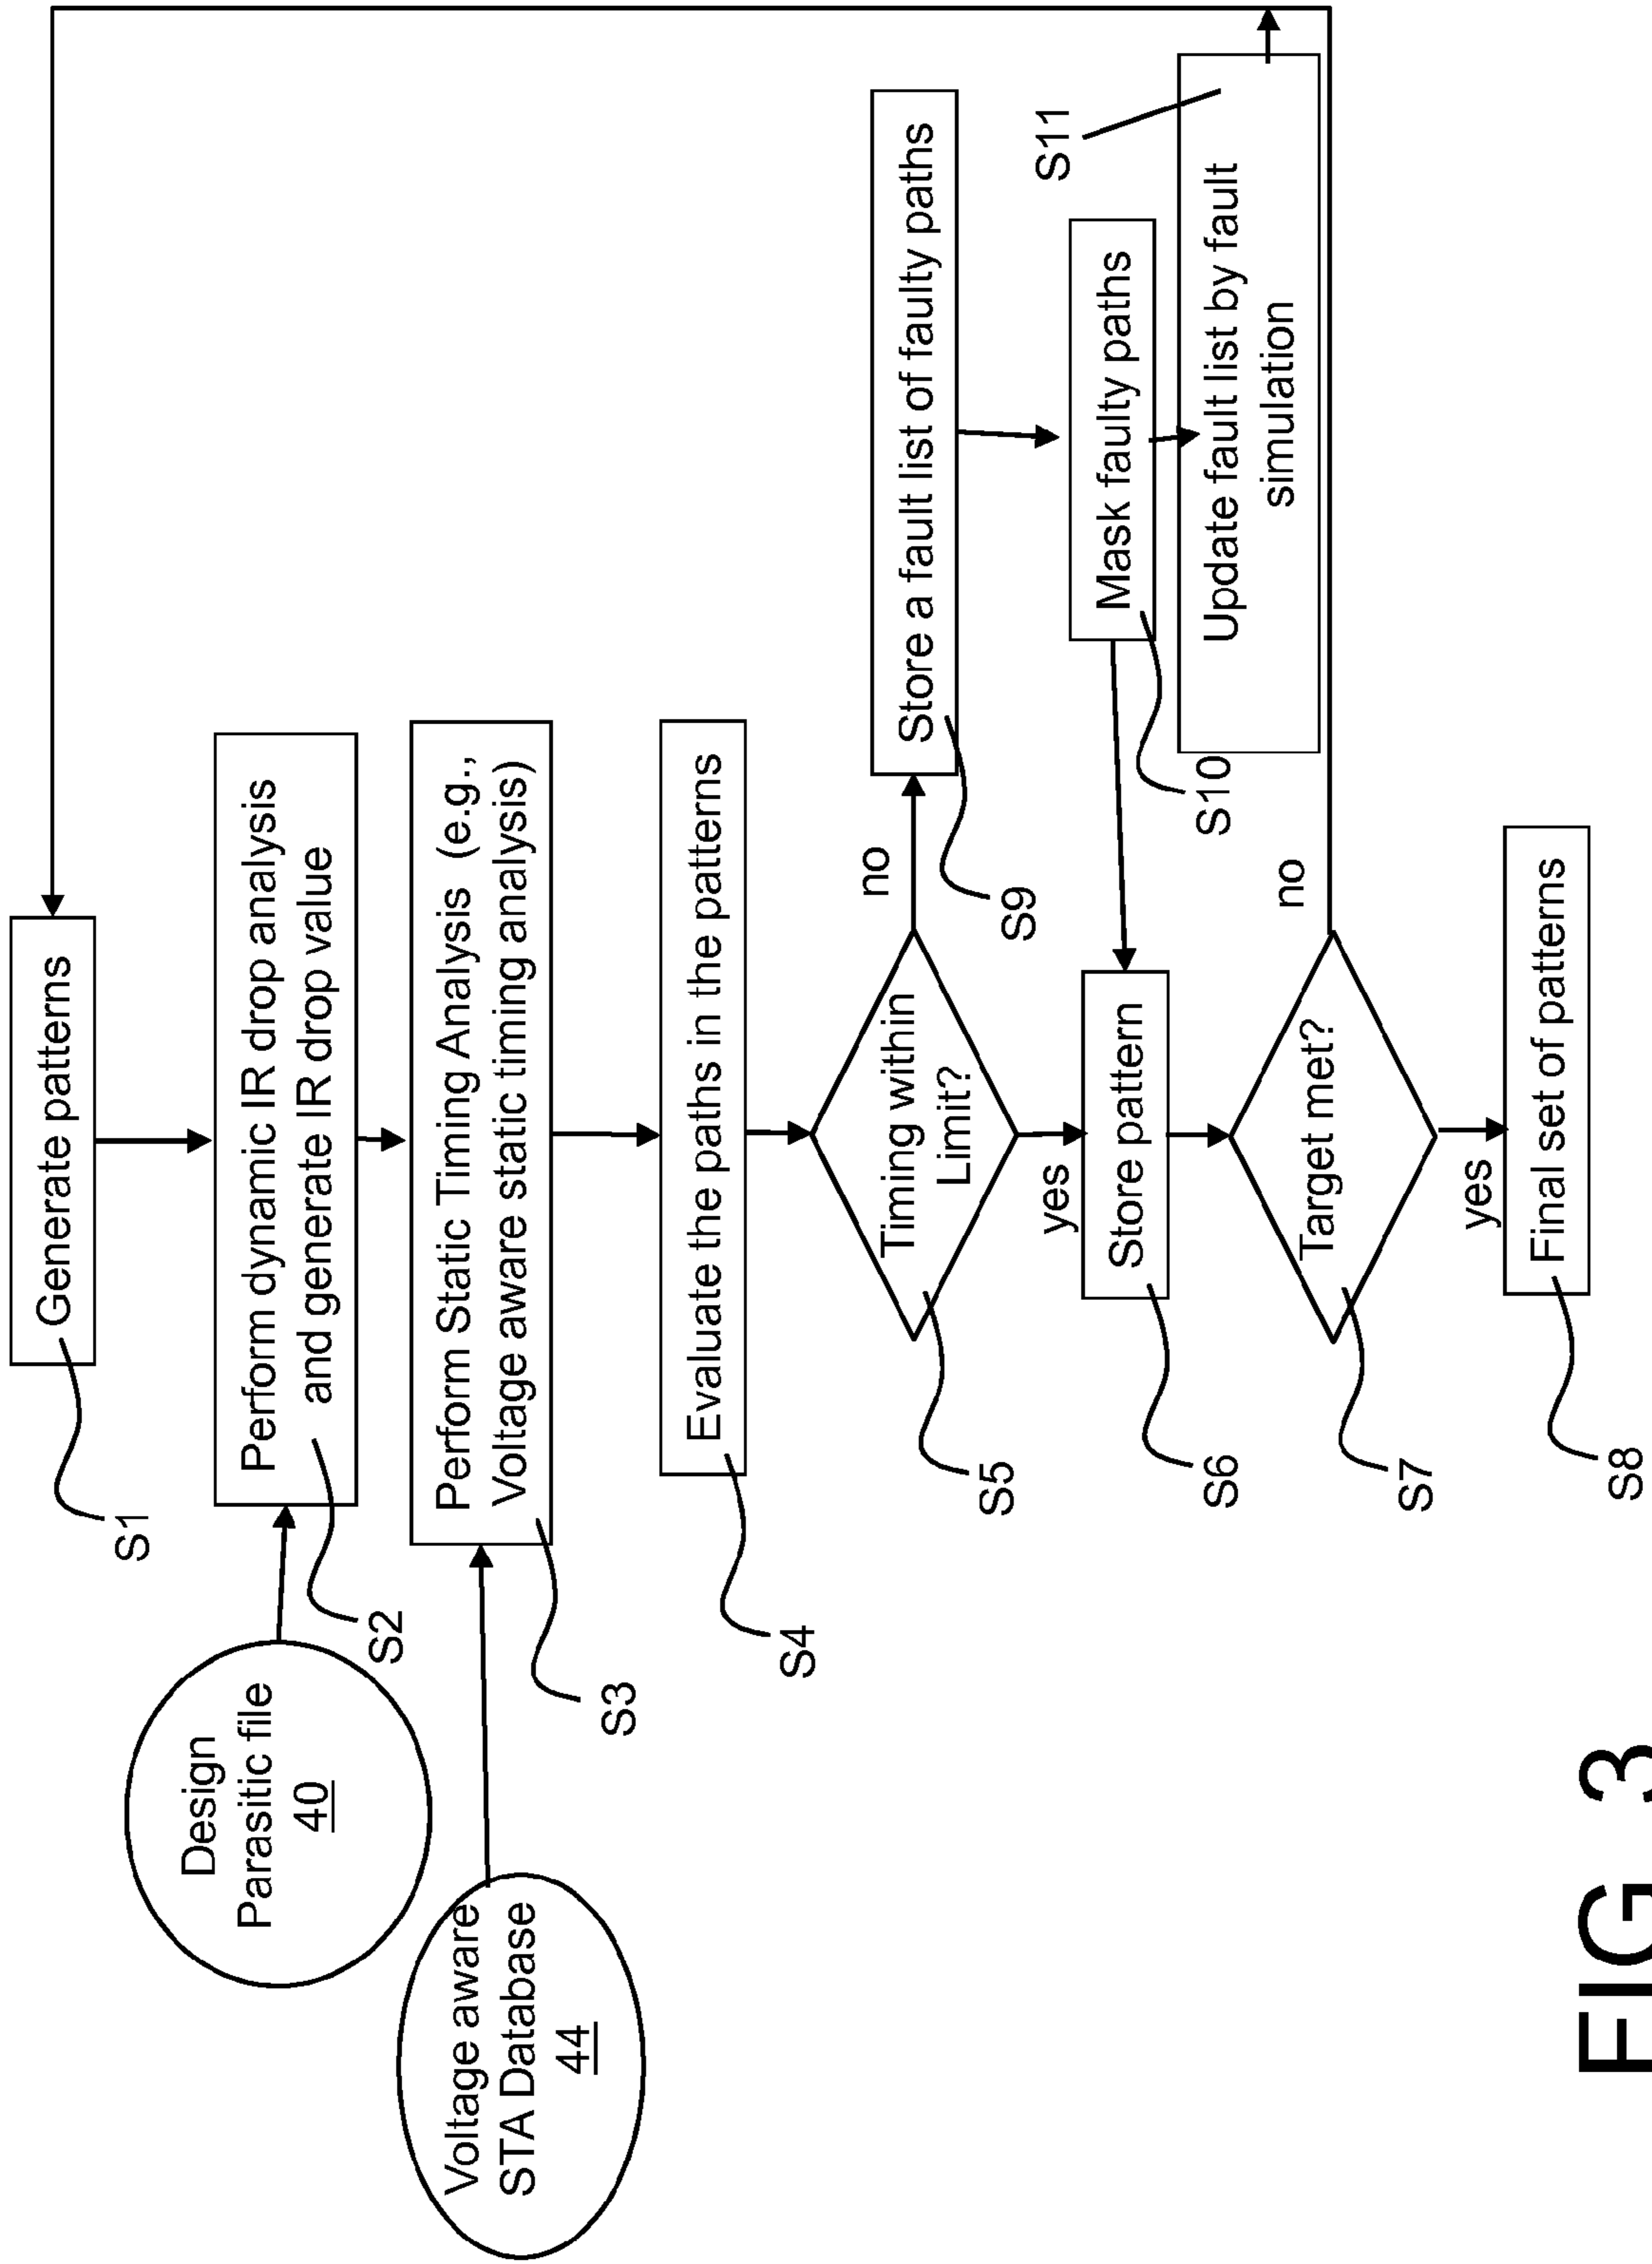 Generate patterns
S1
Design
Parasitic file
40
Perform dynamic IR drop analysis
and generate IR drop value
S2
Voltage aware
STA Database
44
Perform Static Timing Analysis (e.g.,
Voltage aware static timing analysis)
S3
Evaluate the paths in the patterns
S4
Timing within
Limit?
S5
no
Store a fault list of faulty paths
S9
yes
Store pattern
S6
Mask faulty paths
S10
S11
Update fault list by fault
simulation
Target met?
S7
no
yes
Final set of patterns
S8
FIG 3